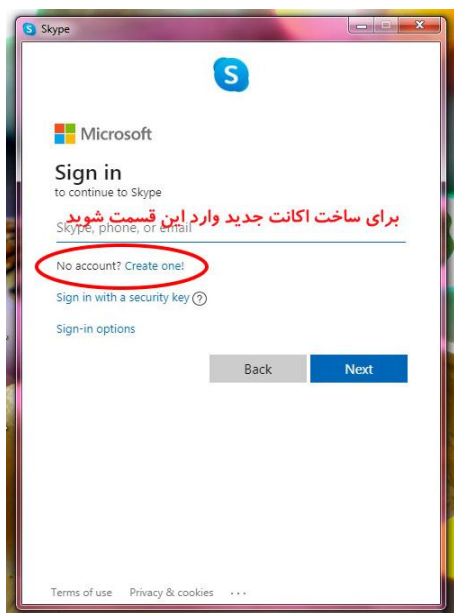 Skype
Microsoft
Sign in
to continue to Skype
برای ساخت اکانت جدید وارد این قسمت شوید
Skype, phone, or email
No account? Create one!
Sign in with a security key
Sign-in options
Back Next
Terms of use Privacy & cookies ...